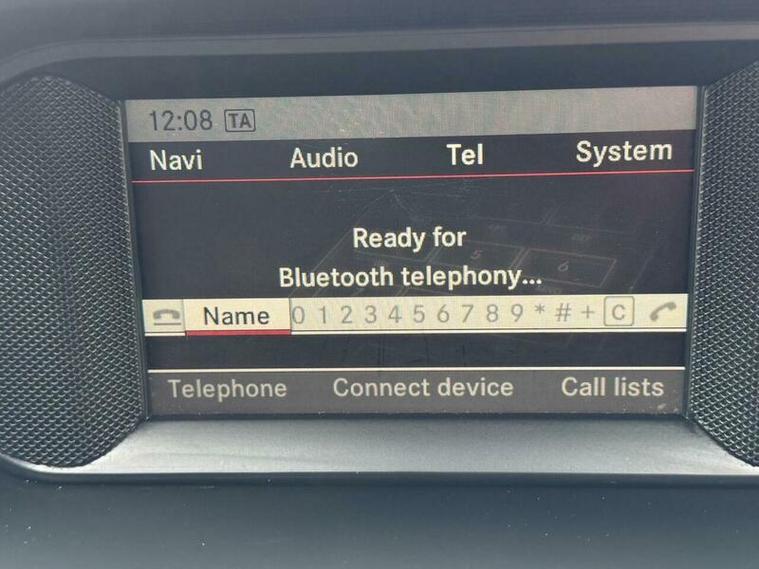 12:08 TA
Navi Audio Tel System
Ready for
Bluetooth telephony...
Name 0 1 2 3 4 5 6 7 8 9 * # + C
Telephone Connect device Call lists